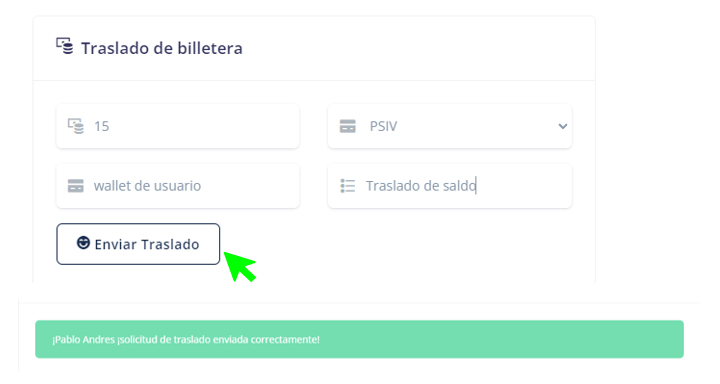 Traslado de billetera
15
PSIV
wallet de usuario
Traslado de saldo
Enviar Traslado
¡Pablo Andres ¡solicitud de traslado enviada correctamente!